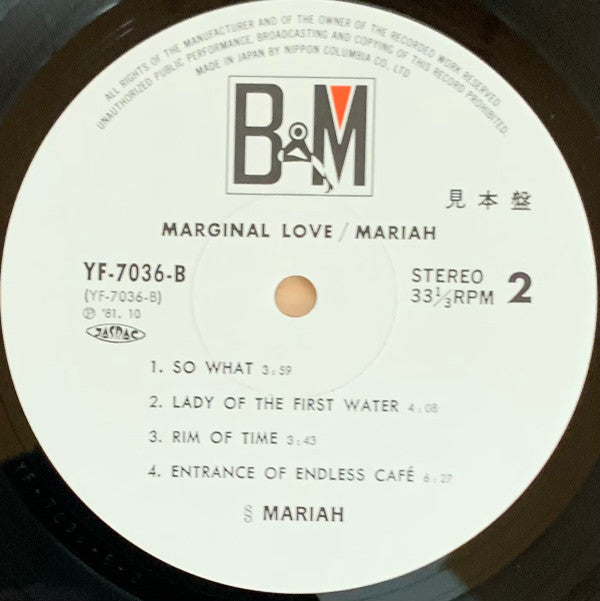 ALL RIGHTS OF THE MANUFACTURER AND OF THE OWNER OF THE RECORDED WORK RESERVED.
UNAUTHORIZED PUBLIC PERFORMANCE, BROADCASTING AND COPYING OF THIS RECORD PROHIBITED.
MADE IN JAPAN BY NIPPON COLUMBIA CO., LTD.
B&M
見本盤
MARGINAL LOVE / MARIAH
YF-7036-B
(YF-7036-B)
Ⓟ '81. 10
JASRAC
STEREO
33⅓RPM 2
1. SO WHAT 3:59
2. LADY OF THE FIRST WATER 4:08
3. RIM OF TIME 3:43
4. ENTRANCE OF ENDLESS CAFÉ 6:27
§ MARIAH